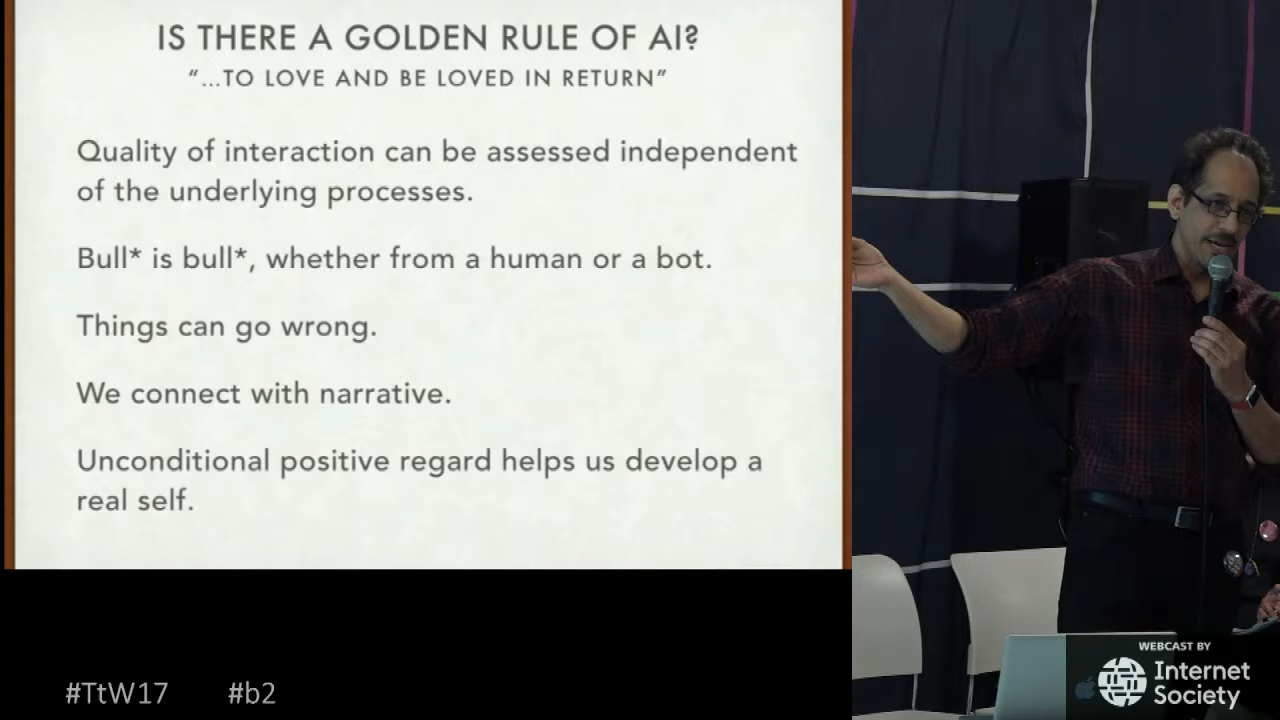 IS THERE A GOLDEN RULE OF AI?
“...TO LOVE AND BE LOVED IN RETURN”
Quality of interaction can be assessed independent
of the underlying processes.
Bull* is bull*, whether from a human or a bot.
Things can go wrong.
We connect with narrative.
Unconditional positive regard helps us develop a
real self.
#TtW17 #b2
WEBCAST BY
Internet
Society